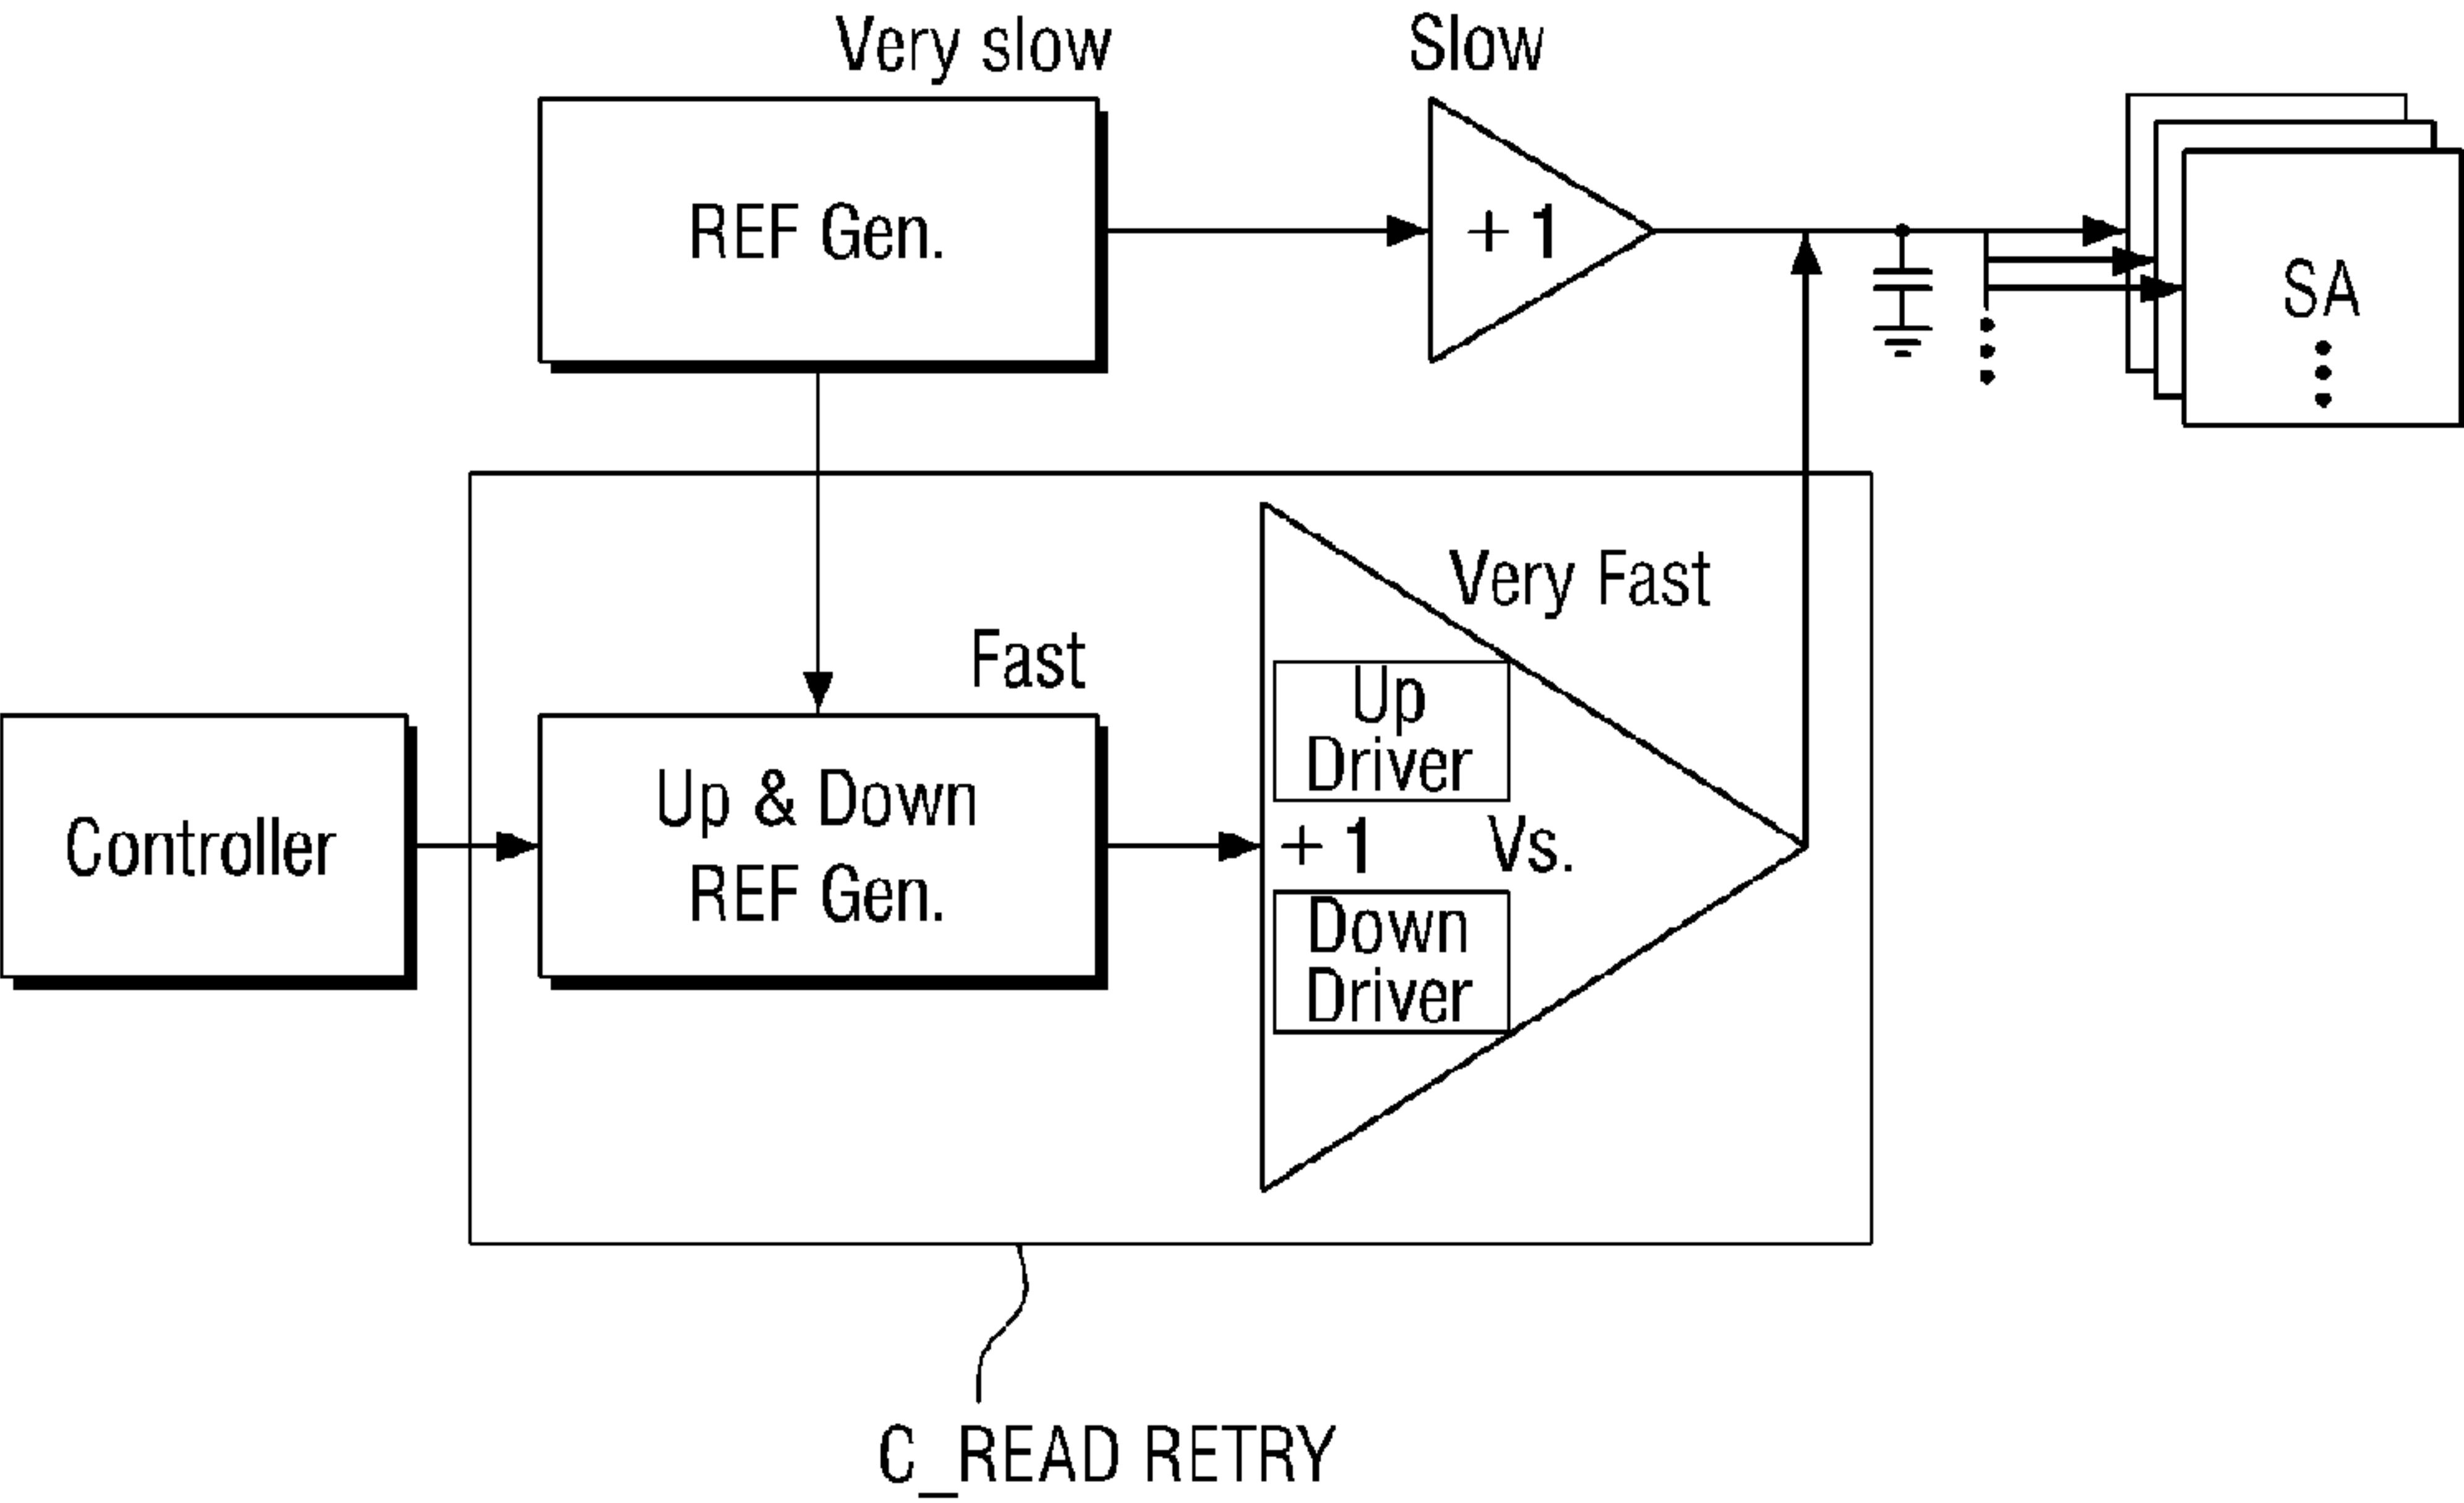 Very slow
Slow
REF Gen.
+ 1
SA
Very Fast
Fast
Up
Driver
Controller
Up & Down
REF Gen.
+ 1 Vs.
Down
Driver
C_READ RETRY